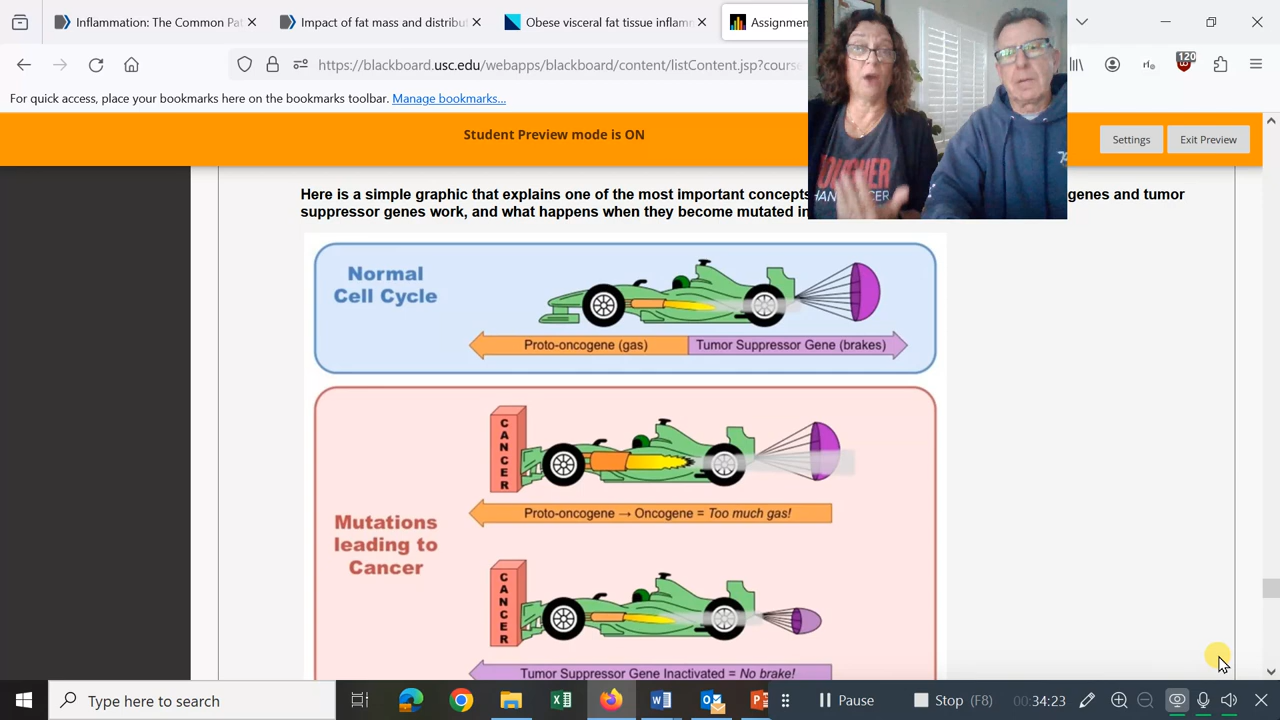 Inflammation: The Common Pa
Impact of fat mass and distribu
Obese visceral fat tissue inflam
Assignmen
https://blackboard.usc.edu/webapps/blackboard/content/listContent.jsp?cours
120
For quick access, place your bookmarks here on the bookmarks toolbar. Manage bookmarks...
Student Preview mode is ON
Settings
Exit Preview
Here is a simple graphic that explains one of the most important concepts genes and tumor
suppressor genes work, and what happens when they become mutated in
Normal
Cell Cycle
Proto-oncogene (gas)
Tumor Suppressor Gene (brakes)
CANCER
Proto-oncogene → Oncogene = Too much gas!
Mutations
leading to
Cancer
CANCER
Tumor Suppressor Gene Inactivated = No brake!
Type here to search
Pause
Stop (F8)
00:34:23